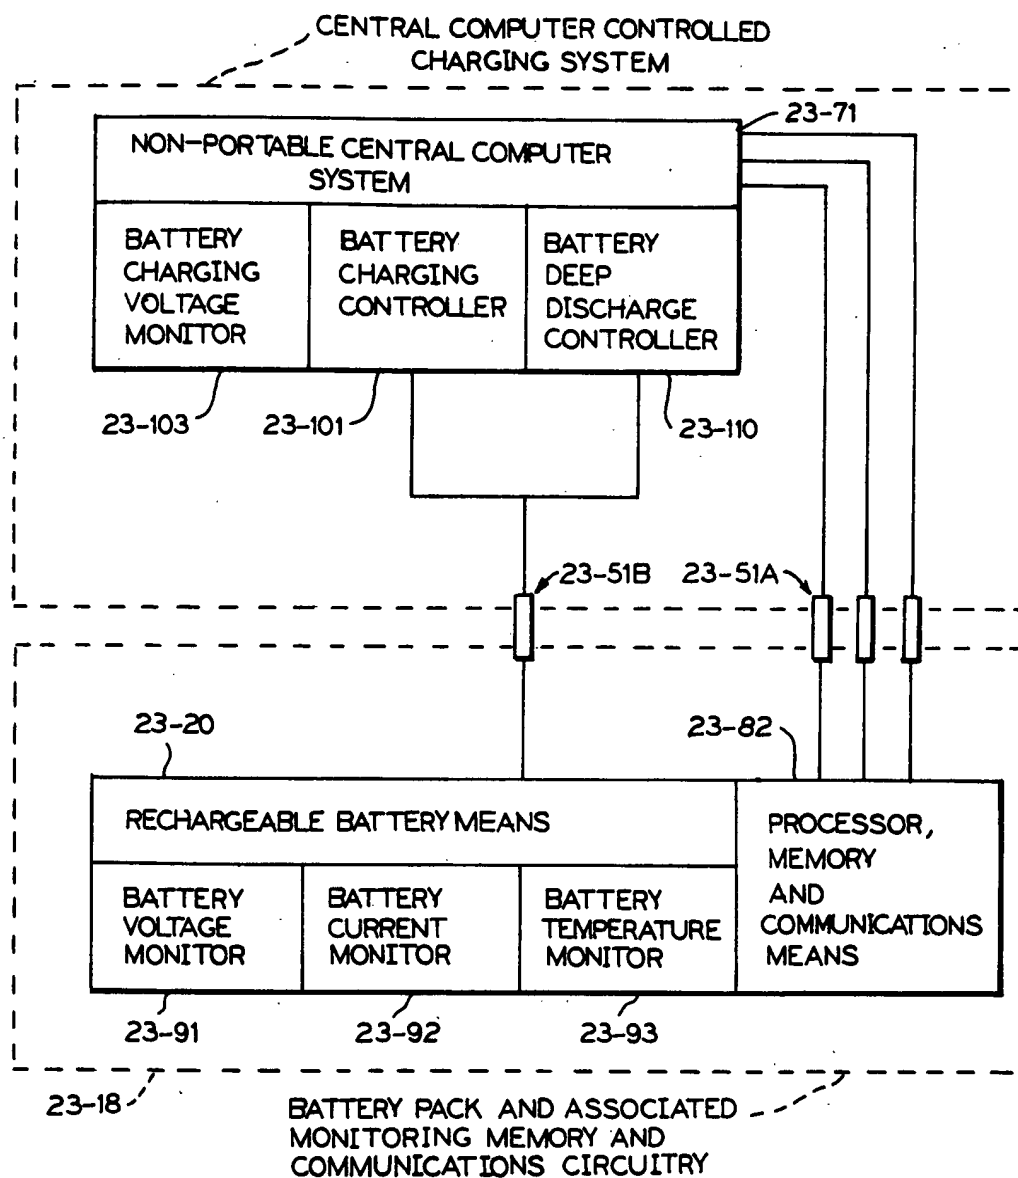 CENTRAL COMPUTER CONTROLLED
CHARGING SYSTEM
23-71
NON-PORTABLE CENTRAL COMPUTER
SYSTEM
BATTERY
CHARGING
VOLTAGE
MONITOR
BATTERY
CHARGING
CONTROLLER
BATTERY
DEEP
DISCHARGE
CONTROLLER
23-103
23-101
23-110
23-51B
23-51A
23-20
23-82
RECHARGEABLE BATTERY MEANS
BATTERY
VOLTAGE
MONITOR
BATTERY
CURRENT
MONITOR
BATTERY
TEMPERATURE
MONITOR
PROCESSOR,
MEMORY
AND
COMMUNICATIONS
MEANS
23-91
23-92
23-93
23-18
BATTERY PACK AND ASSOCIATED
MONITORING MEMORY AND
COMMUNICATIONS CIRCUITRY